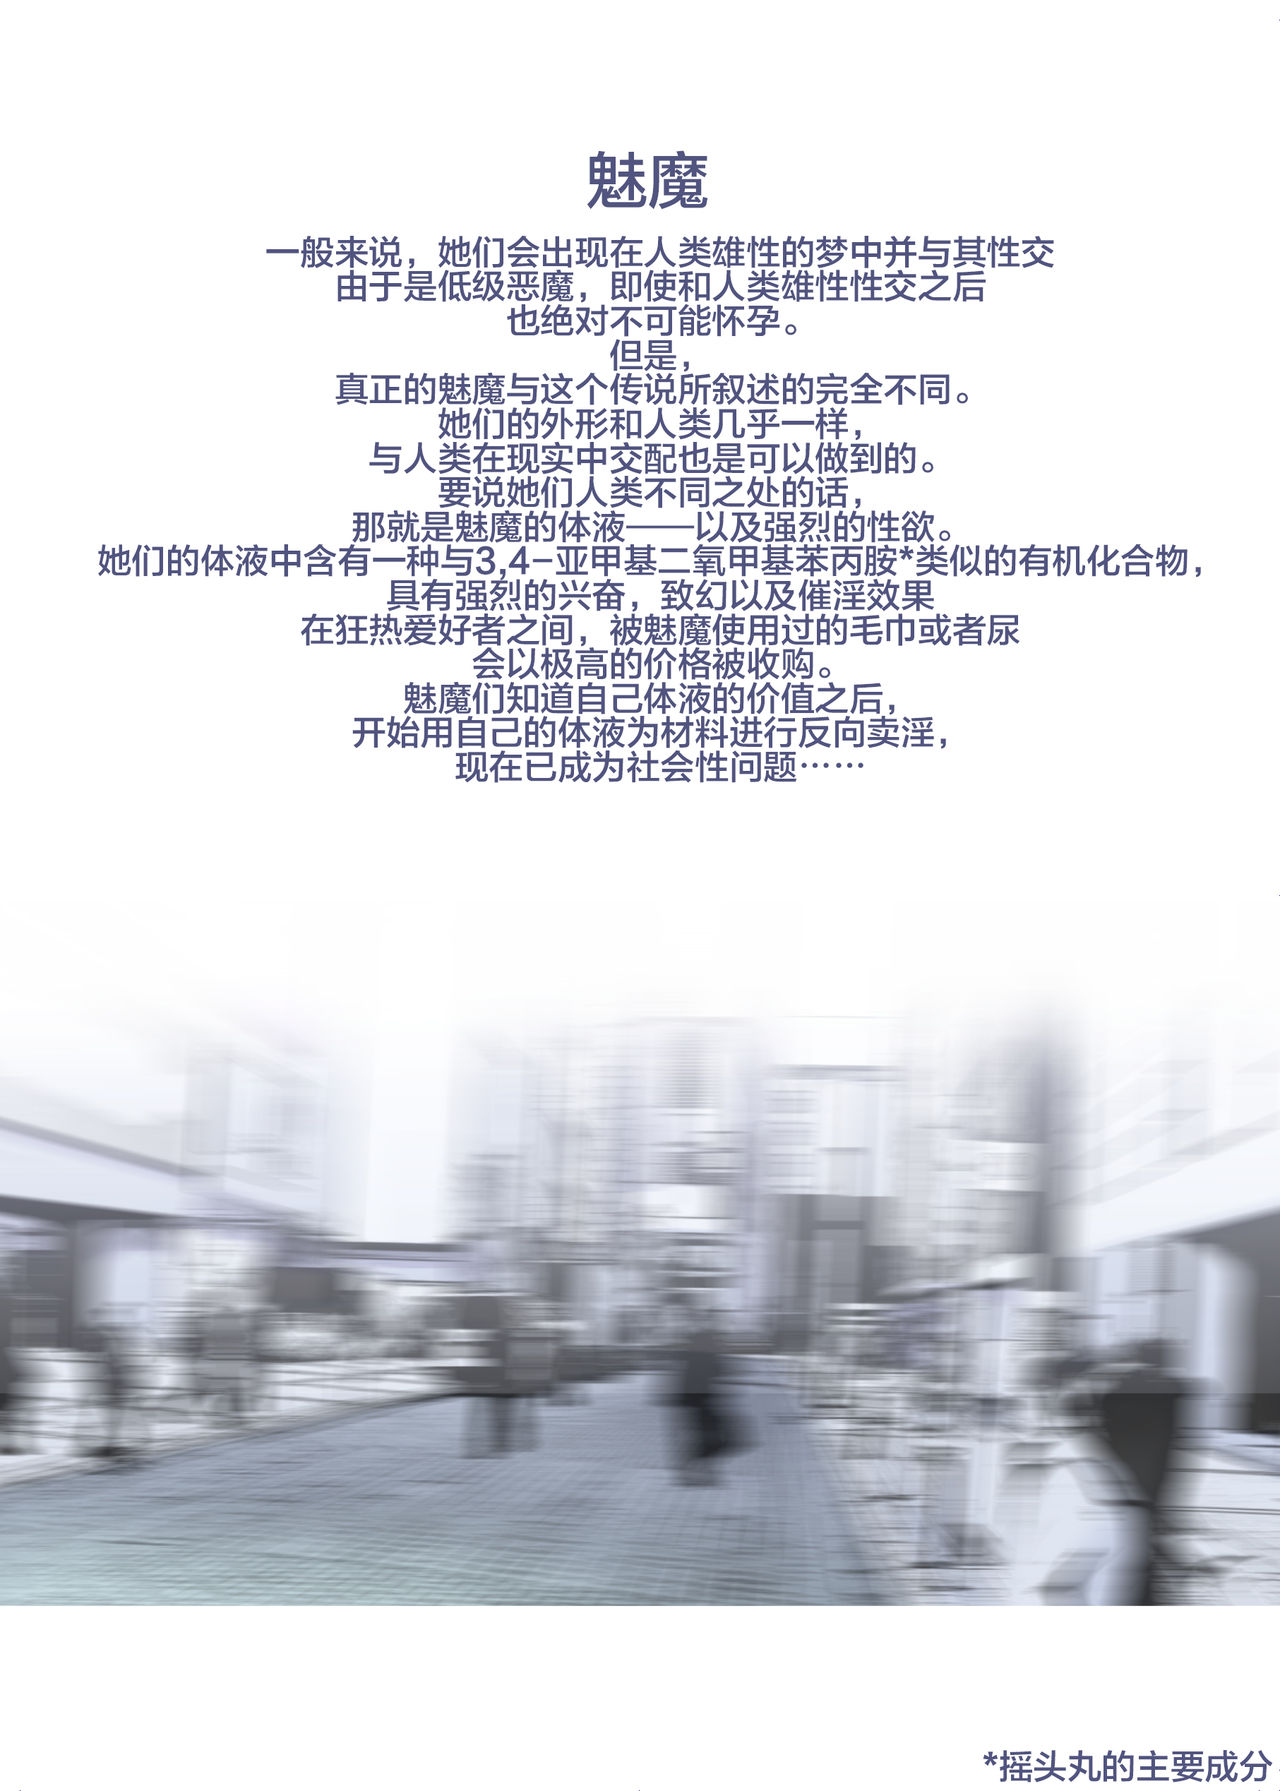 魅魔
一般来说，她们会出现在人类雄性的梦中并与其性交
由于是低级恶魔，即使和人类雄性性交之后
也绝对不可能怀孕。
但是，
真正的魅魔与这个传说所叙述的完全不同。
她们的外形和人类几乎一样，
与人类在现实中交配也是可以做到的。
要说她们人类不同之处的话，
那就是魅魔的体液——以及强烈的性欲。
她们的体液中含有一种与3,4-亚甲基二氧甲基苯丙胺*类似的有机化合物，
具有强烈的兴奋，致幻以及催淫效果
在狂热爱好者之间，被魅魔使用过的毛巾或者尿
会以极高的价格被收购。
魅魔们知道自己体液的价值之后，
开始用自己的体液为材料进行反向卖淫，
现在已成为社会性问题……
*摇头丸的主要成分